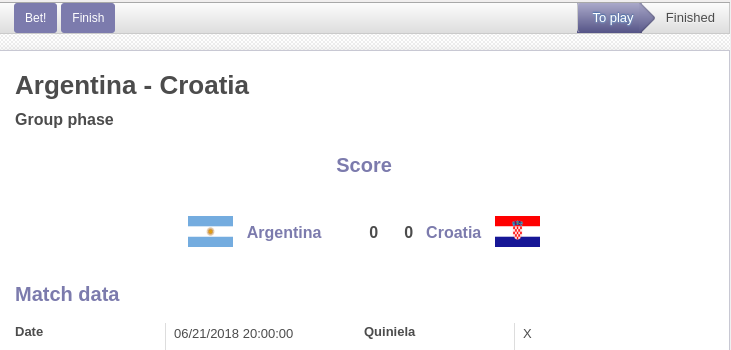 Bet! Finish To play Finished
Argentina - Croatia
Group phase
Score
Argentina 0 0 Croatia
Match data
Date 06/21/2018 20:00:00 Quiniela X